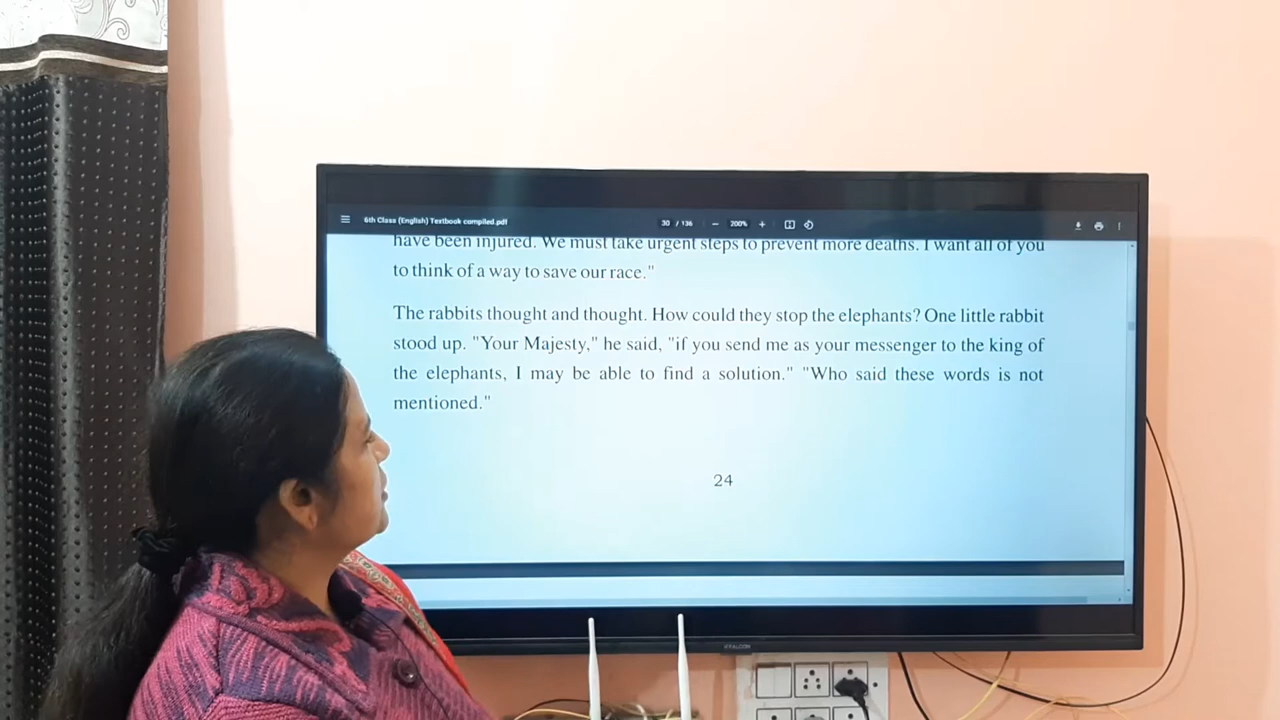 6th Class (English) Textbook compiled.pdf
30 / 136
200%
have been injured. We must take urgent steps to prevent more deaths. I want all of you
to think of a way to save our race."
The rabbits thought and thought. How could they stop the elephants? One little rabbit
stood up. "Your Majesty," he said, "if you send me as your messenger to the king of
the elephants, I may be able to find a solution." "Who said these words is not
mentioned."
24